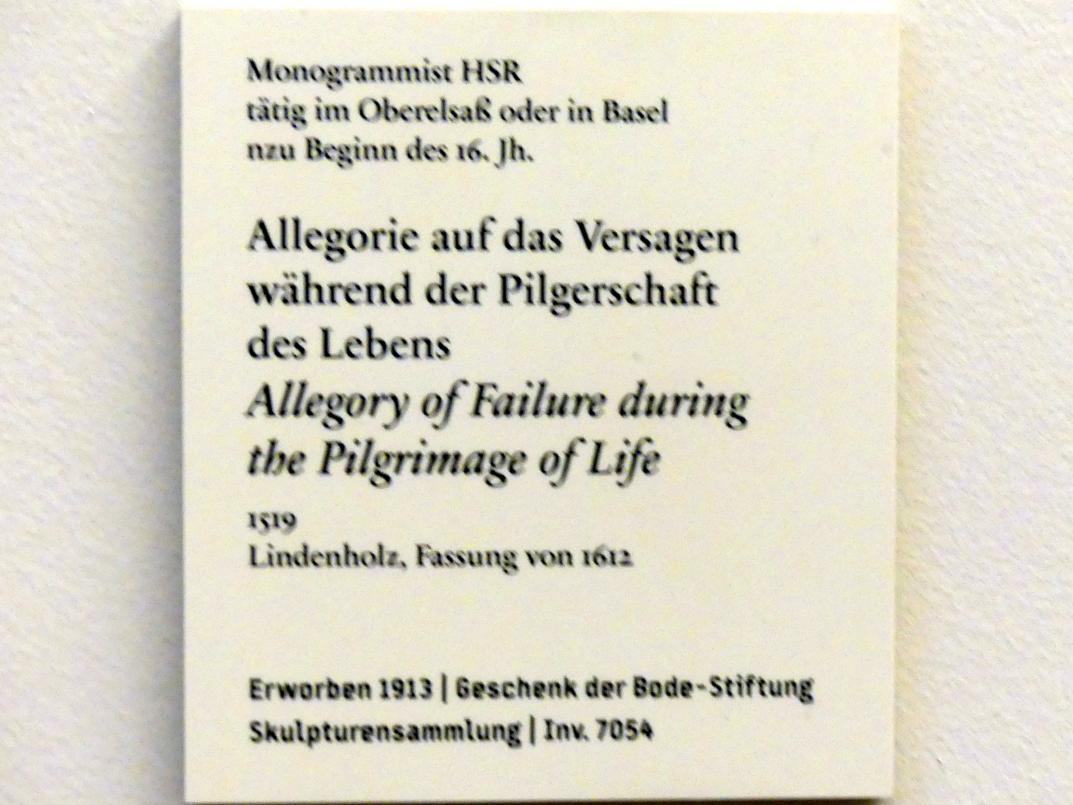 Monogrammist HSR
tätig im Oberelsaß oder in Basel
nzu Beginn des 16. Jh.
Allegorie auf das Versagen
während der Pilgerschaft
des Lebens
Allegory of Failure during
the Pilgrimage of Life
1519
Lindenholz, Fassung von 1612
Erworben 1913 | Geschenk der Bode-Stiftung
Skulpturensammlung | Inv. 7054